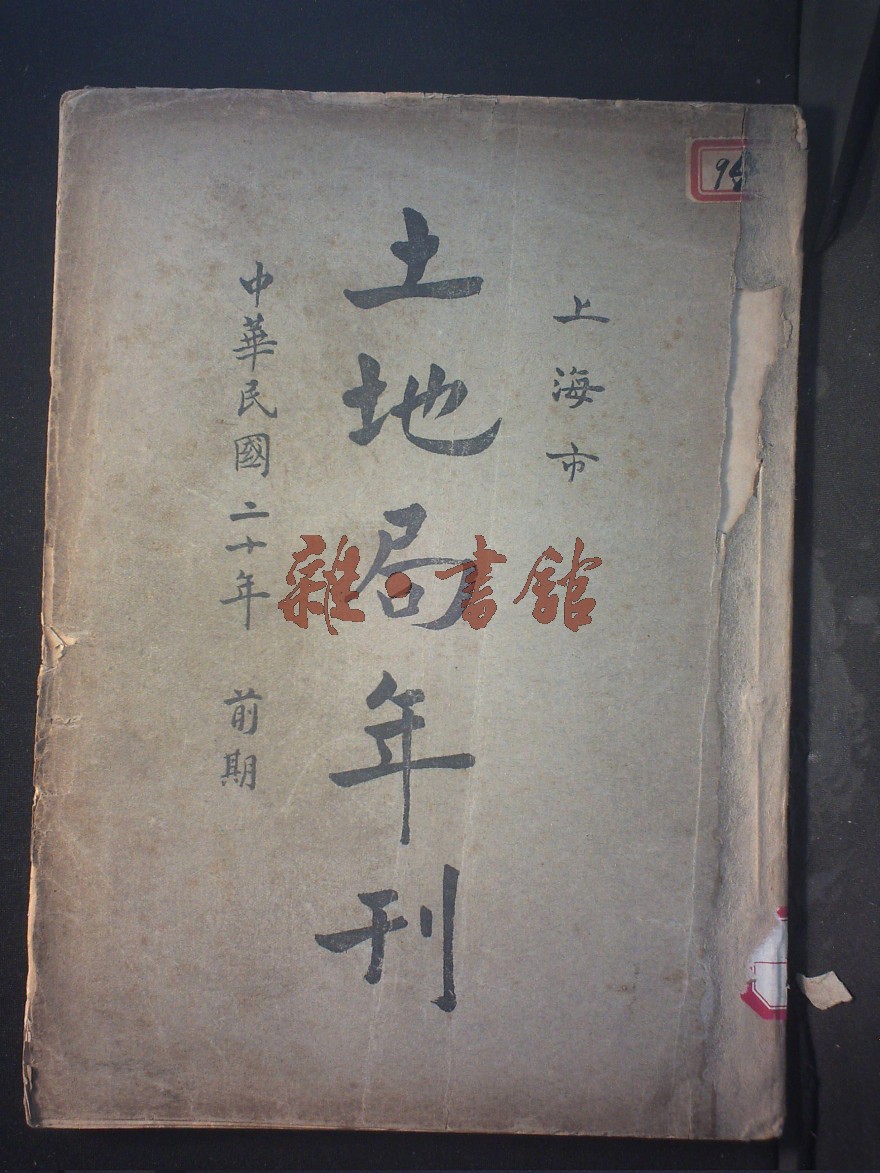 上海市
土地局年刊
中華民國二十年 前期
雜·書館